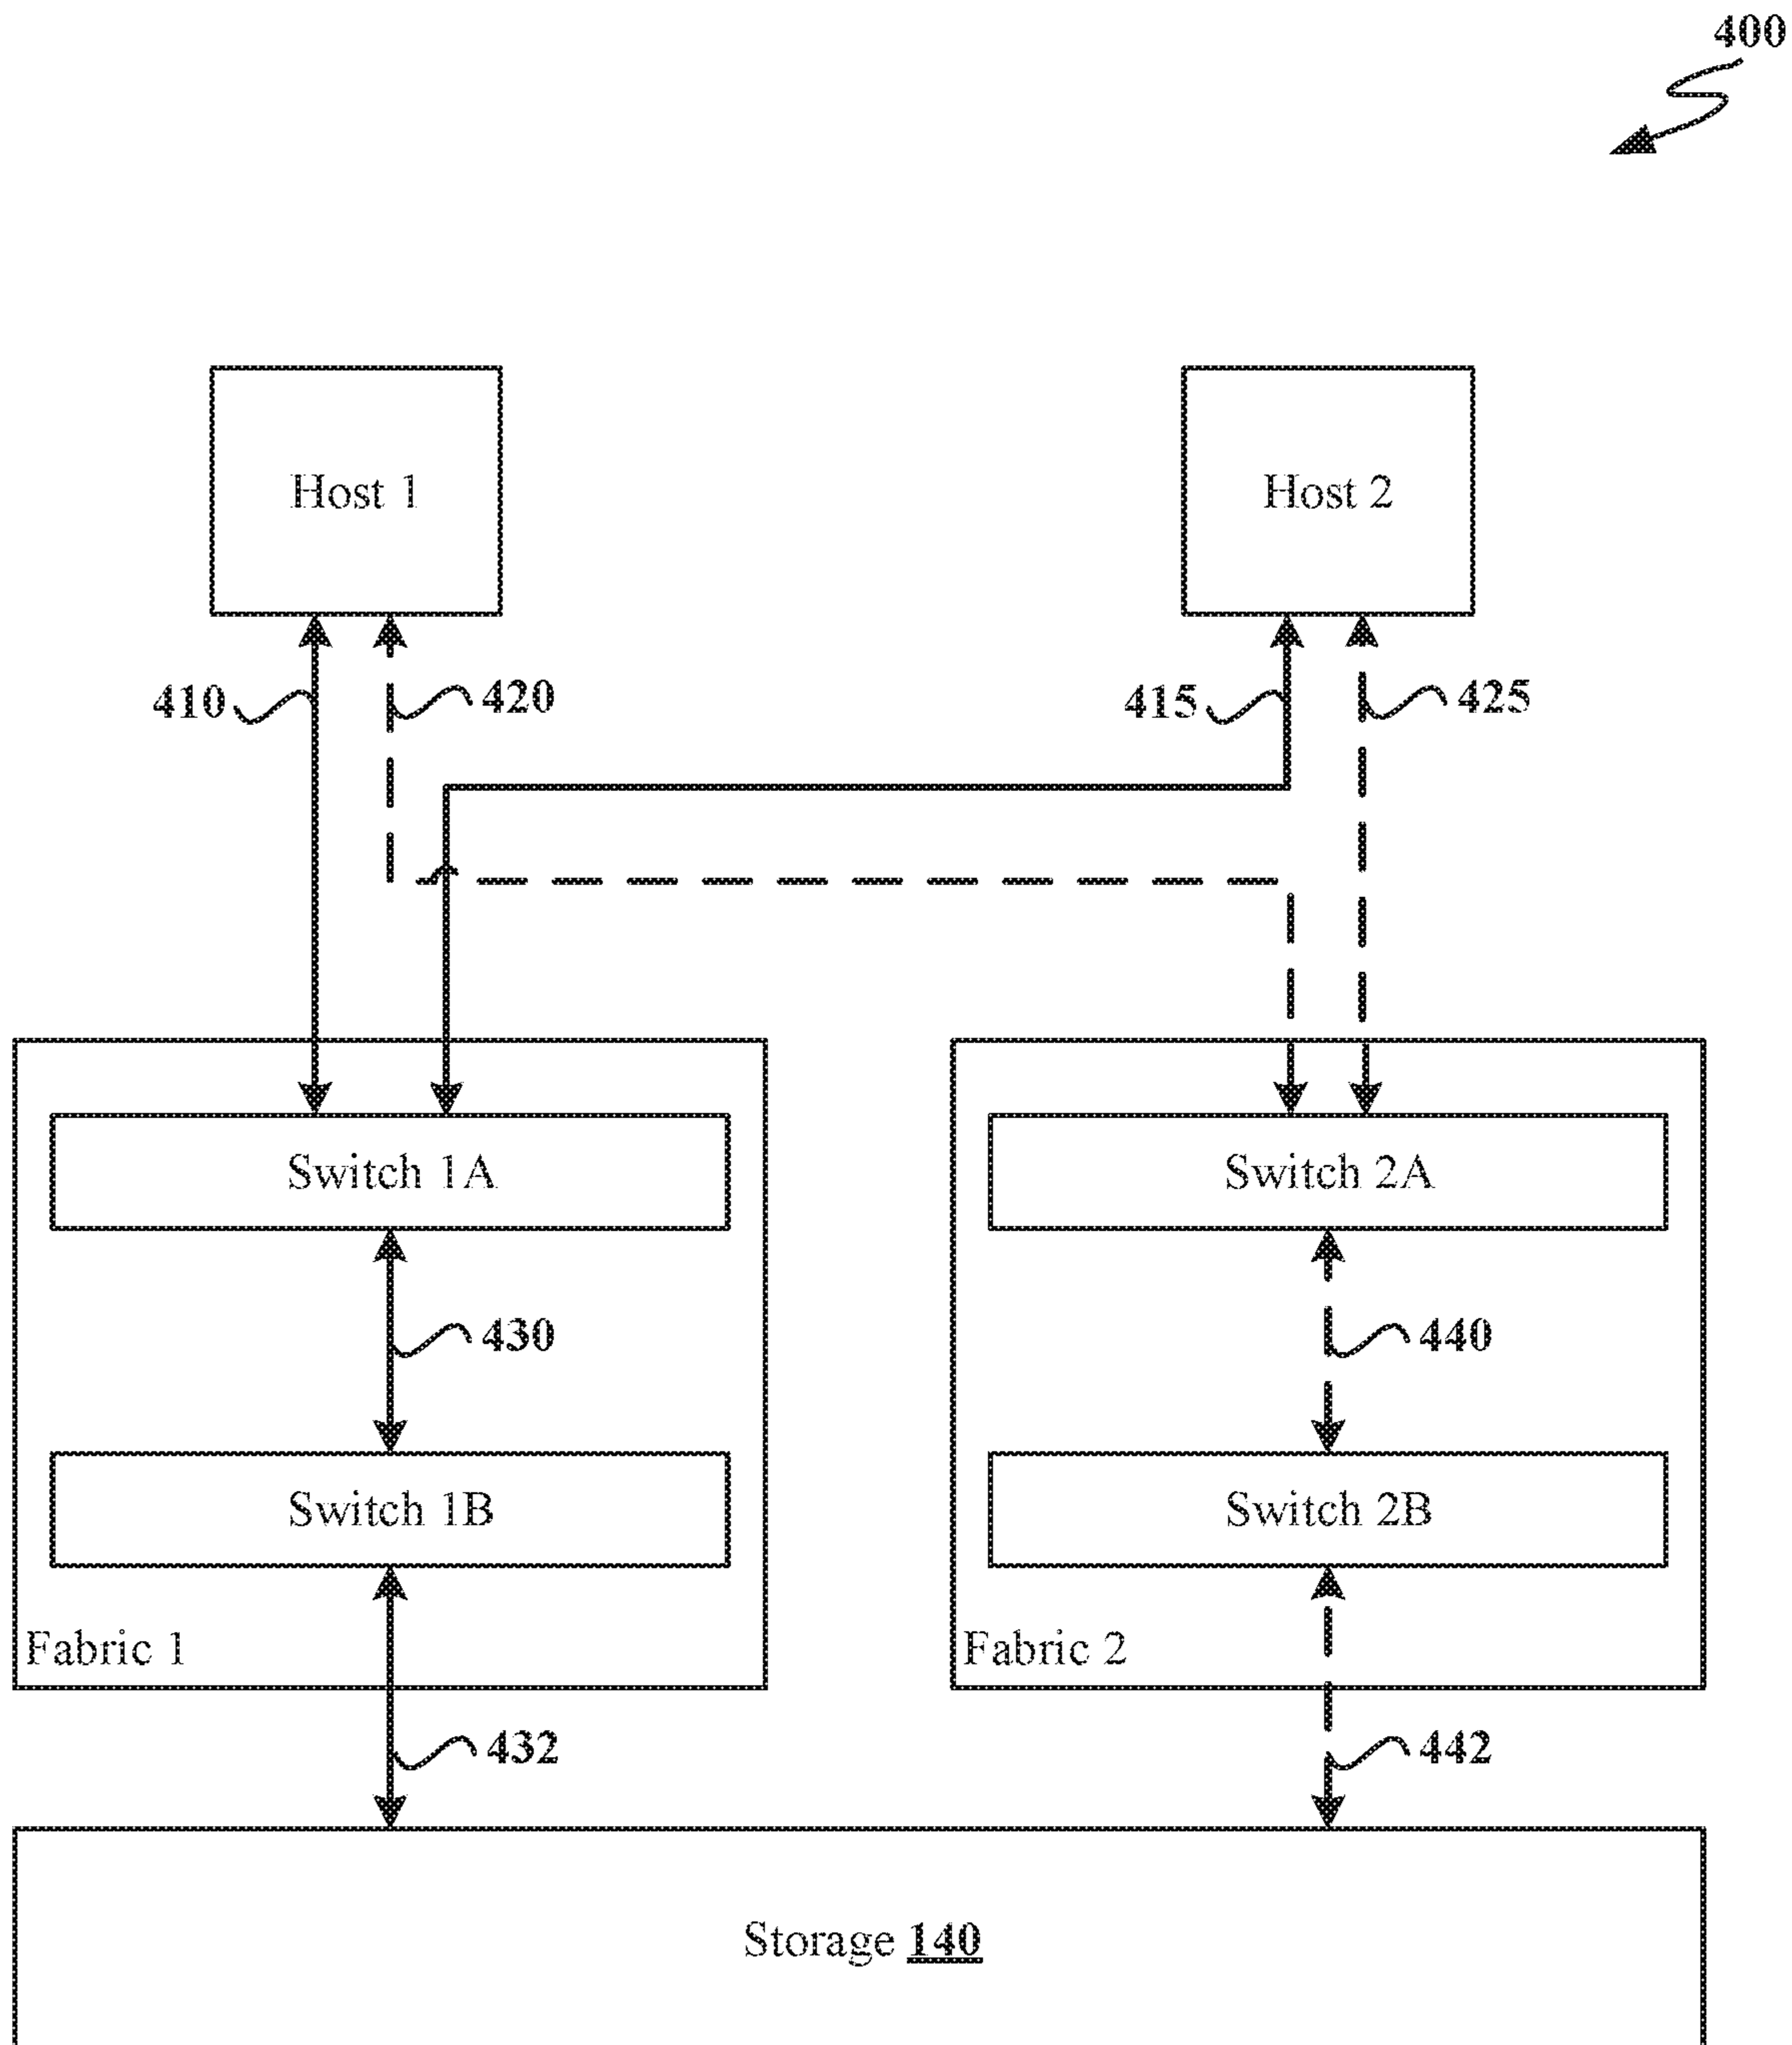 400
Host 1
Host 2
410
420
415
425
Switch 1A
Switch 2A
430
440
Switch 1B
Switch 2B
Fabric 1
Fabric 2
432
442
Storage 140